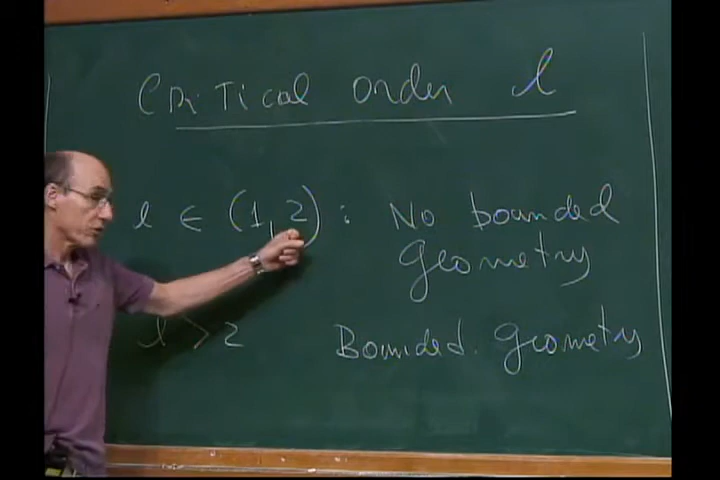 Critical order l
l ∈ (1, 2) : No bounded
geometry
l > 2 Bounded. Geometry